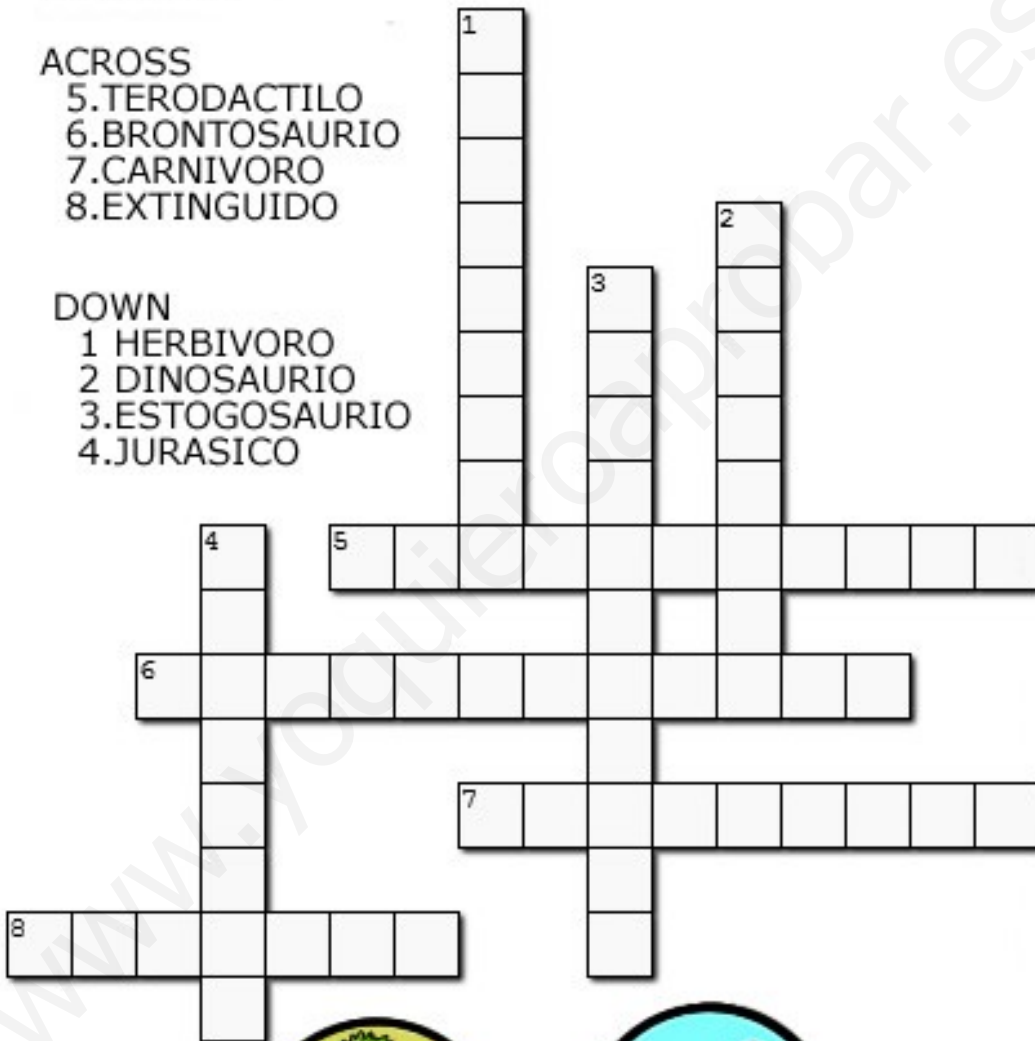 ACROSS
5.TERODACTILO
6.BRONTOSAURIO
7.CARNIVORO
8.EXTINGUIDO
DOWN
1 HERBIVORO
2 DINOSAURIO
3.ESTOGOSAURIO
4.JURASICO
1
2
3
4
5
6
7
8
www.yoquieroaprobar.es